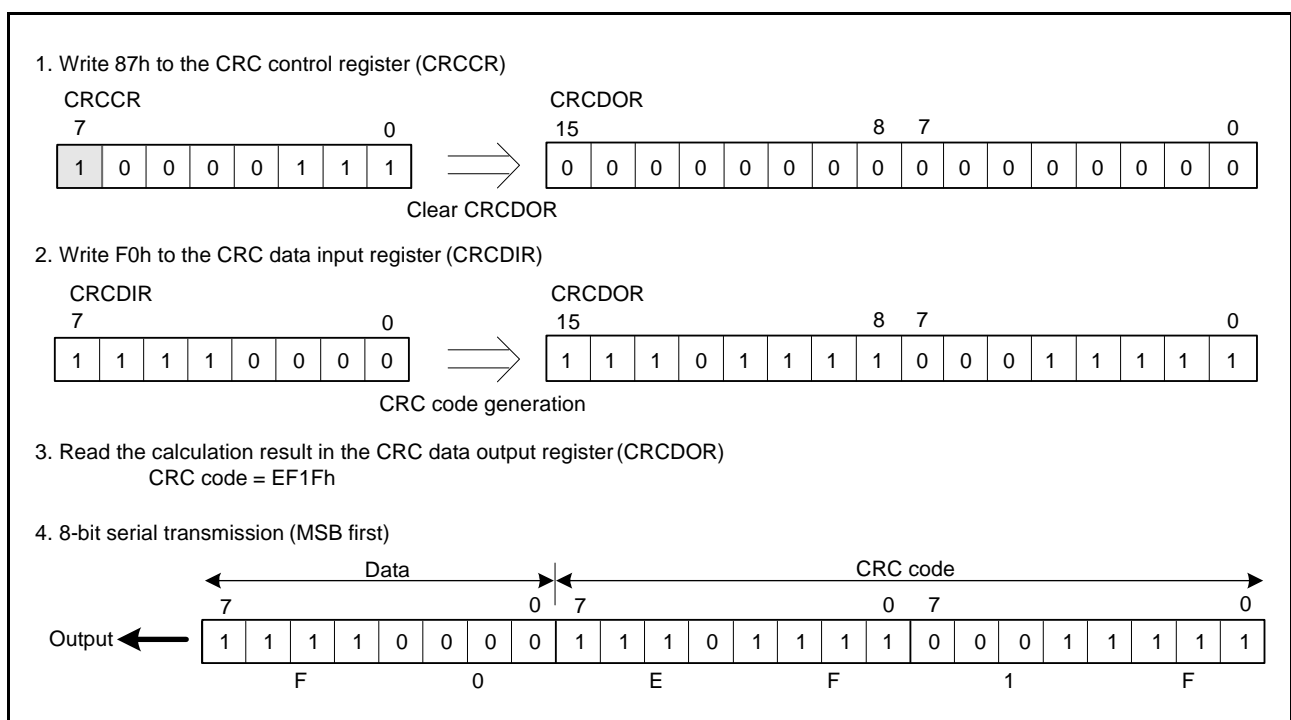 1. Write 87h to the CRC control register (CRCCR)
CRCCR CRCDOR
7 0 15 8 7 0
1 0 0 0 0 1 1 1 0 0 0 0 0 0 0 0 0 0 0 0 0 0 0 0
Clear CRCDOR
2. Write F0h to the CRC data input register (CRCDIR)
CRCDIR CRCDOR
7 0 15 8 7 0
1 1 1 1 0 0 0 0 1 1 1 0 1 1 1 1 0 0 0 1 1 1 1 1
CRC code generation
3. Read the calculation result in the CRC data output register (CRCDOR)
CRC code = EF1Fh
4. 8-bit serial transmission (MSB first)
Data CRC code
7 0 7 0 7 0
Output 1 1 1 1 0 0 0 0 1 1 1 0 1 1 1 1 0 0 0 1 1 1 1 1
F 0 E F 1 F